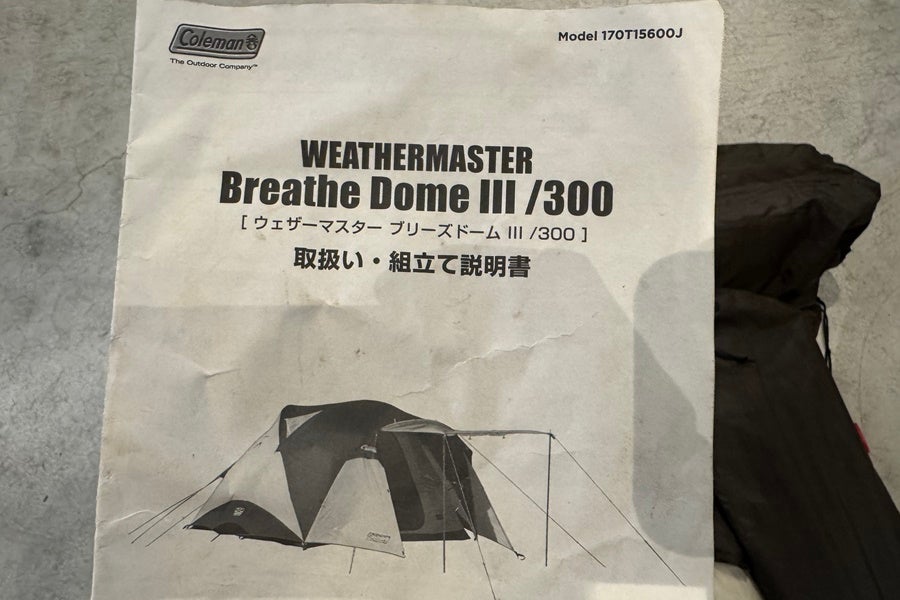 Coleman
The Outdoor Company™
Model 170T15600J
WEATHERMASTER
Breathe Dome III /300
[ ウェザーマスター ブリーズドーム III /300 ]
取扱い・組立て説明書
Coleman